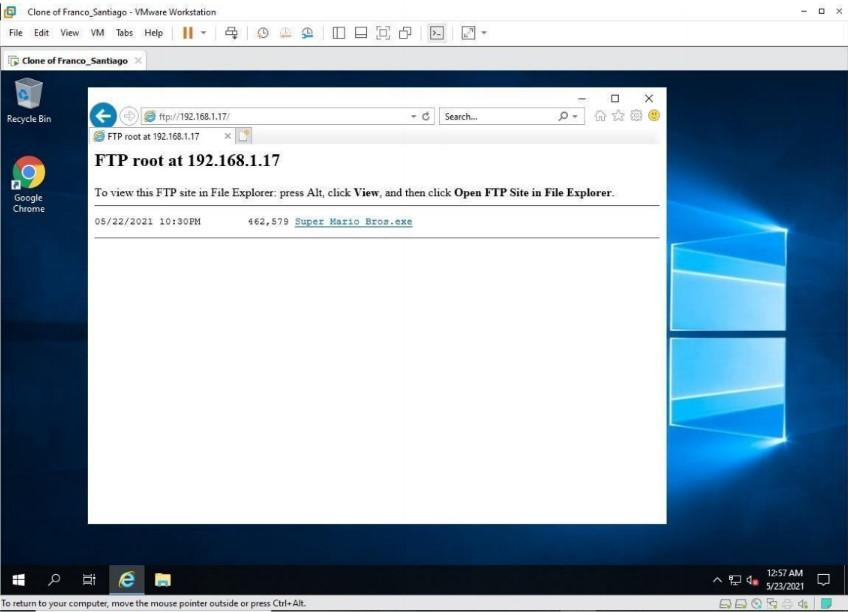 Clone of Franco_Santiago - VMware Workstation
File Edit View VM Tabs Help
Clone of Franco_Santiago
Recycle Bin
ftp://192.168.1.17/
Search...
FTP root at 192.168.1.17
FTP root at 192.168.1.17
To view this FTP site in File Explorer: press Alt, click View, and then click Open FTP Site in File Explorer.
Google
Chrome
05/22/2021 10:30PM 462,579 Super Mario Bros.exe
12:57 AM
5/23/2021
To return to your computer, move the mouse pointer outside or press Ctrl+Alt.